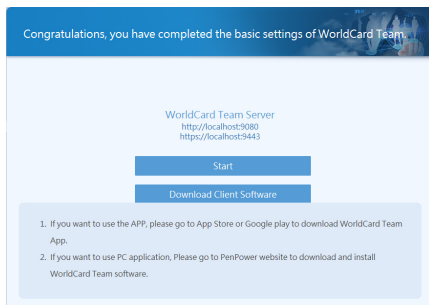 Congratulations, you have completed the basic settings of WorldCard Team.
WorldCard Team Server
http://localhost:9080
https://localhost:9443
Start
Download Client Software
1. If you want to use the APP, please go to App Store or Google play to download WorldCard Team
App.
2. If you want to use PC application, Please go to PenPower website to download and install
WorldCard Team software.